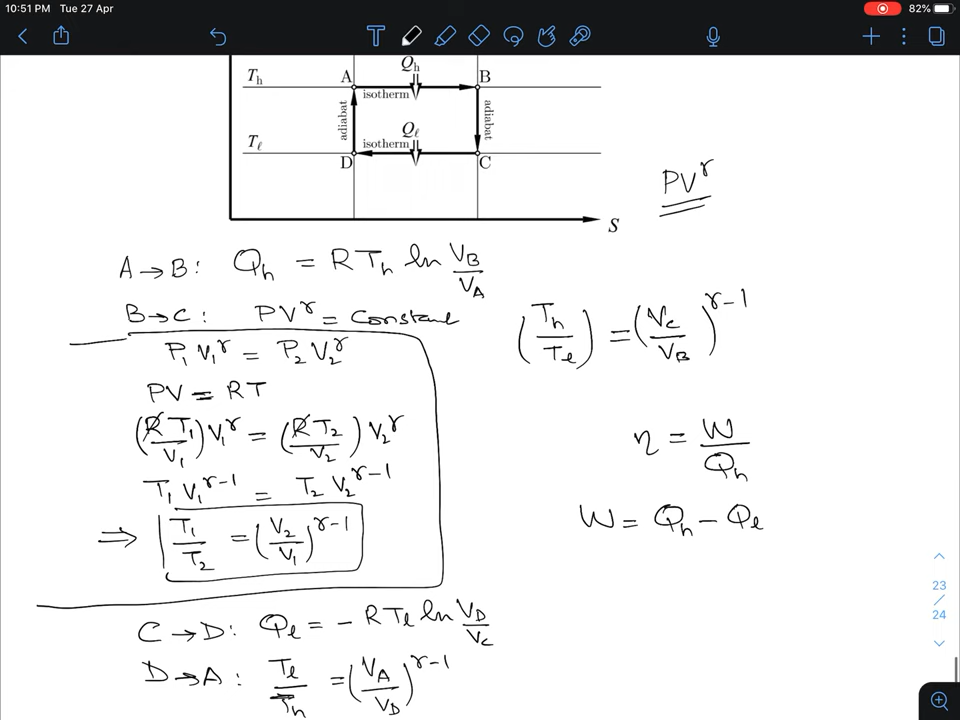 10:51 PM Tue 27 Apr
82%
T
Qh
Th A B
isotherm
adiabat
adiabat
Qℓ
Tℓ isotherm
D C
S
PV^γ
A → B: Qh = R Th ln VB/VA
B → C: PV^γ = Constant
P₁V₁^γ = P₂V₂^γ
PV = RT
(RT₁/V₁)V₁^γ = (RT₂/V₂)V₂^γ
T₁V₁^γ-1 = T₂V₂^γ-1
⇒ T₁/T₂ = (V₂/V₁)^γ-1
(Th/Tℓ) = (Vc/VB)^γ-1
η = W/Qh
W = Qh - Qℓ
C → D: Qℓ = - R Tℓ ln VD/Vc
D → A: Tℓ/Th = (VA/VD)^γ-1
23
/
24